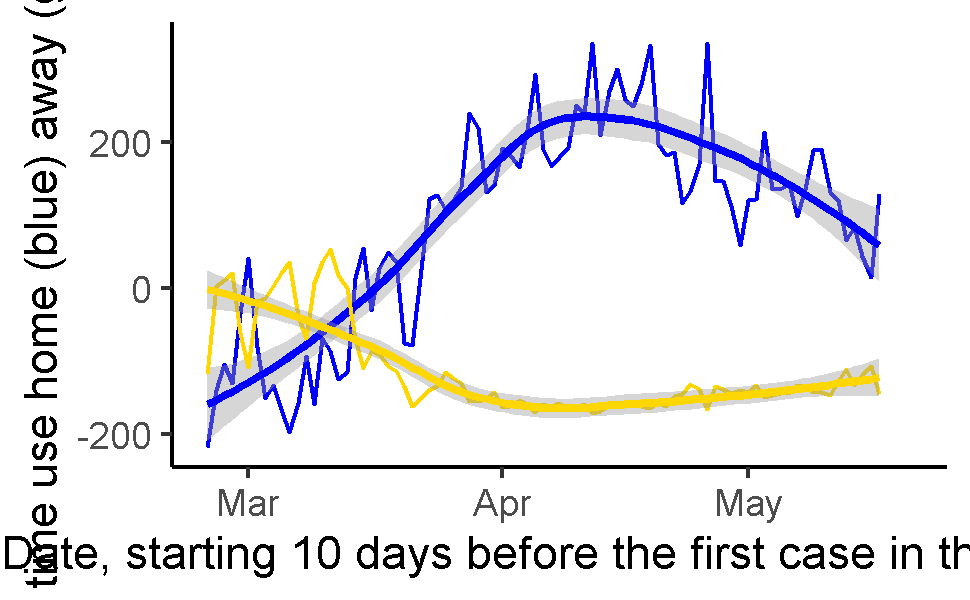 time use home (blue) away (
200
0
-200
Mar Apr May
Date, starting 10 days before the first case in th